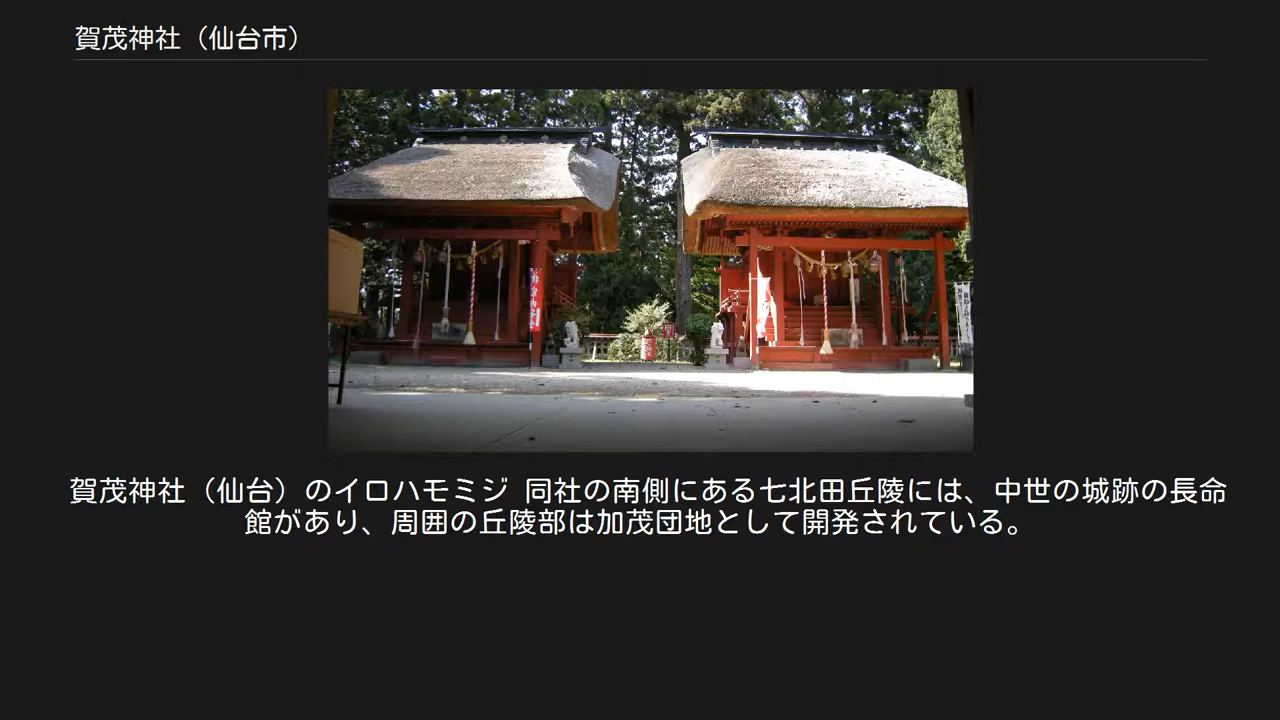 賀茂神社（仙台市）
賀茂神社（仙台）のイロハモミジ 同社の南側にある七北田丘陵には、中世の城跡の長命
館があり、周囲の丘陵部は加茂団地として開発されている。